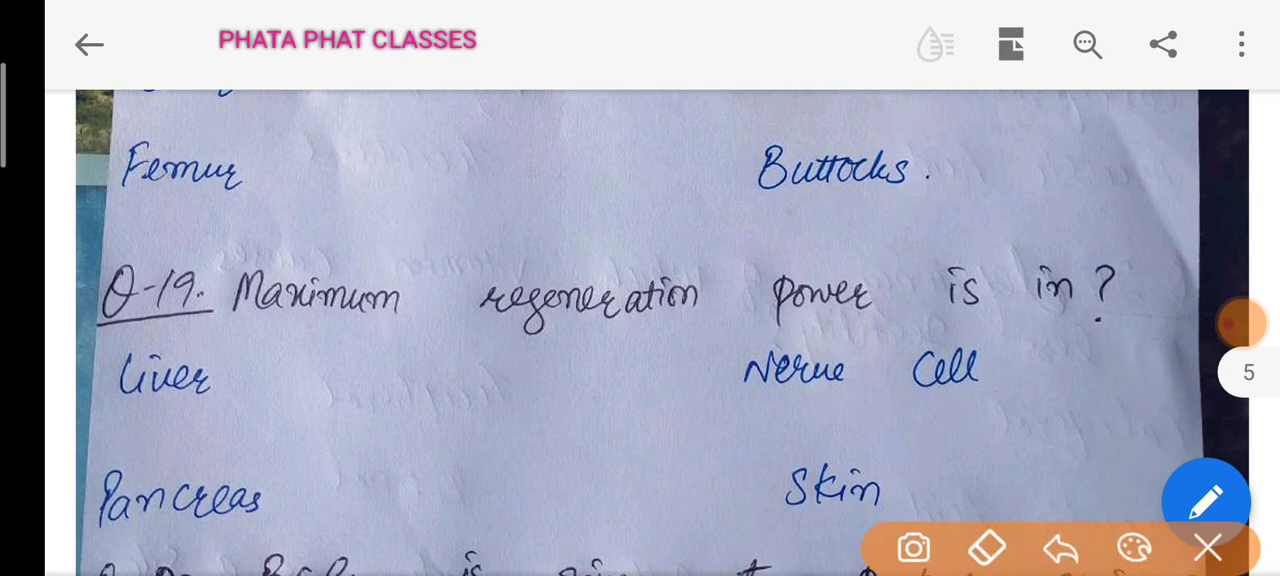 PHATA PHAT CLASSES
Femur Buttocks.
Q-19. Maximum regeneration power is in?
Liver Nerve Cell
5
Pancreas Skin